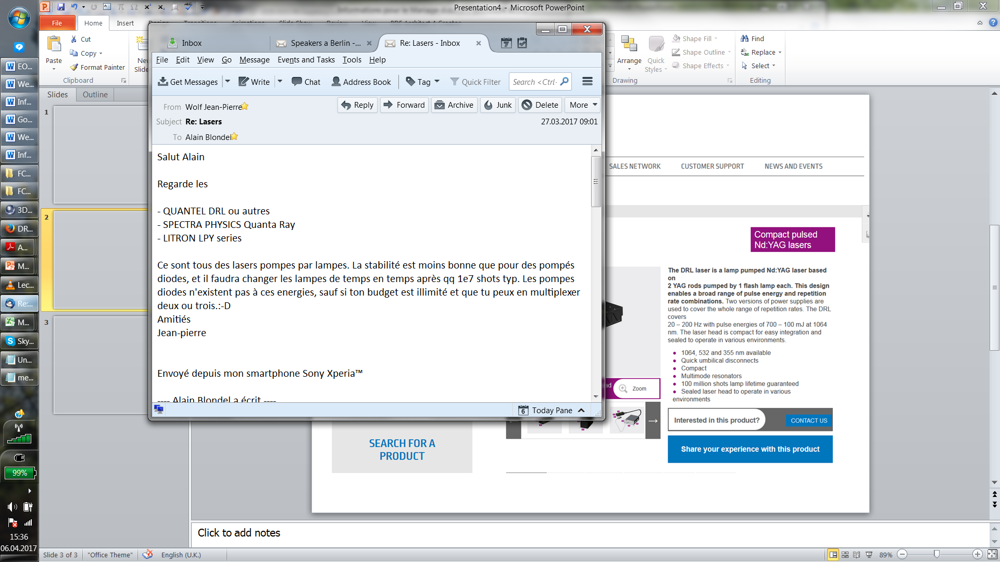 Presentation4 - Microsoft PowerPoint
File
Home
Insert
Paste
Cut
Copy
Format Painter
Clipboard
Arrange
Quick
Styles
Shape Fill
Shape Outline
Shape Effects
Drawing
Find
Replace
Select
Editing
Slides
Outline
1
2
3
EO...
We...
Inf...
Go...
We...
Inf...
FC...
FC...
3D...
DR...
A...
M...
Lec...
Re:...
M...
Sky...
Un...
me...
99%
15:36
06.04.2017
Inbox
Speakers a Berlin -...
Re: Lasers - Inbox
File Edit View Go Message Events and Tasks Tools Help
Get Messages
Write
Chat
Address Book
Tag
Quick Filter
Search <Ctrl-
From Wolf Jean-Pierre
Reply
Forward
Archive
Junk
Delete
More
Subject Re: Lasers
27.03.2017 09:01
To Alain Blondel
Salut Alain
Regarde les
- QUANTEL DRL ou autres
- SPECTRA PHYSICS Quanta Ray
- LITRON LPY series
Ce sont tous des lasers pompes par lampes. La stabilité est moins bonne que pour des pompés
diodes, et il faudra changer les lampes de temps en temps après qq 1e7 shots typ. Les pompes
diodes n'existent pas à ces energies, sauf si ton budget est illimité et que tu peux en multiplexer
deux ou trois.:-D
Amitiés
Jean-pierre
Envoyé depuis mon smartphone Sony Xperia™
---- Alain Blondel a écrit ----
6 Today Pane
SALES NETWORK
CUSTOMER SUPPORT
NEWS AND EVENTS
Compact pulsed
Nd:YAG lasers
The DRL laser is a lamp pumped Nd:YAG laser based
on
2 YAG rods pumped by 1 flash lamp each. This design
enables a broad range of pulse energy and repetition
rate combinations. Two versions of power supplies are
used to cover the whole range of repetition rates. The DRL
covers
20 – 200 Hz with pulse energies of 700 – 100 mJ at 1064
nm. The laser head is compact for easy integration and
sealed to operate in various environments.
● 1064, 532 and 355 nm available
● Quick umbilical disconnects
● Compact
● Multimode resonators
● 100 million shots lamp lifetime guaranteed
● Sealed laser head to operate in various
environments
Zoom
Interested in this product?
CONTACT US
Share your experience with this product
SEARCH FOR A
PRODUCT
Click to add notes
Slide 3 of 3
"Office Theme"
English (U.K.)
89%